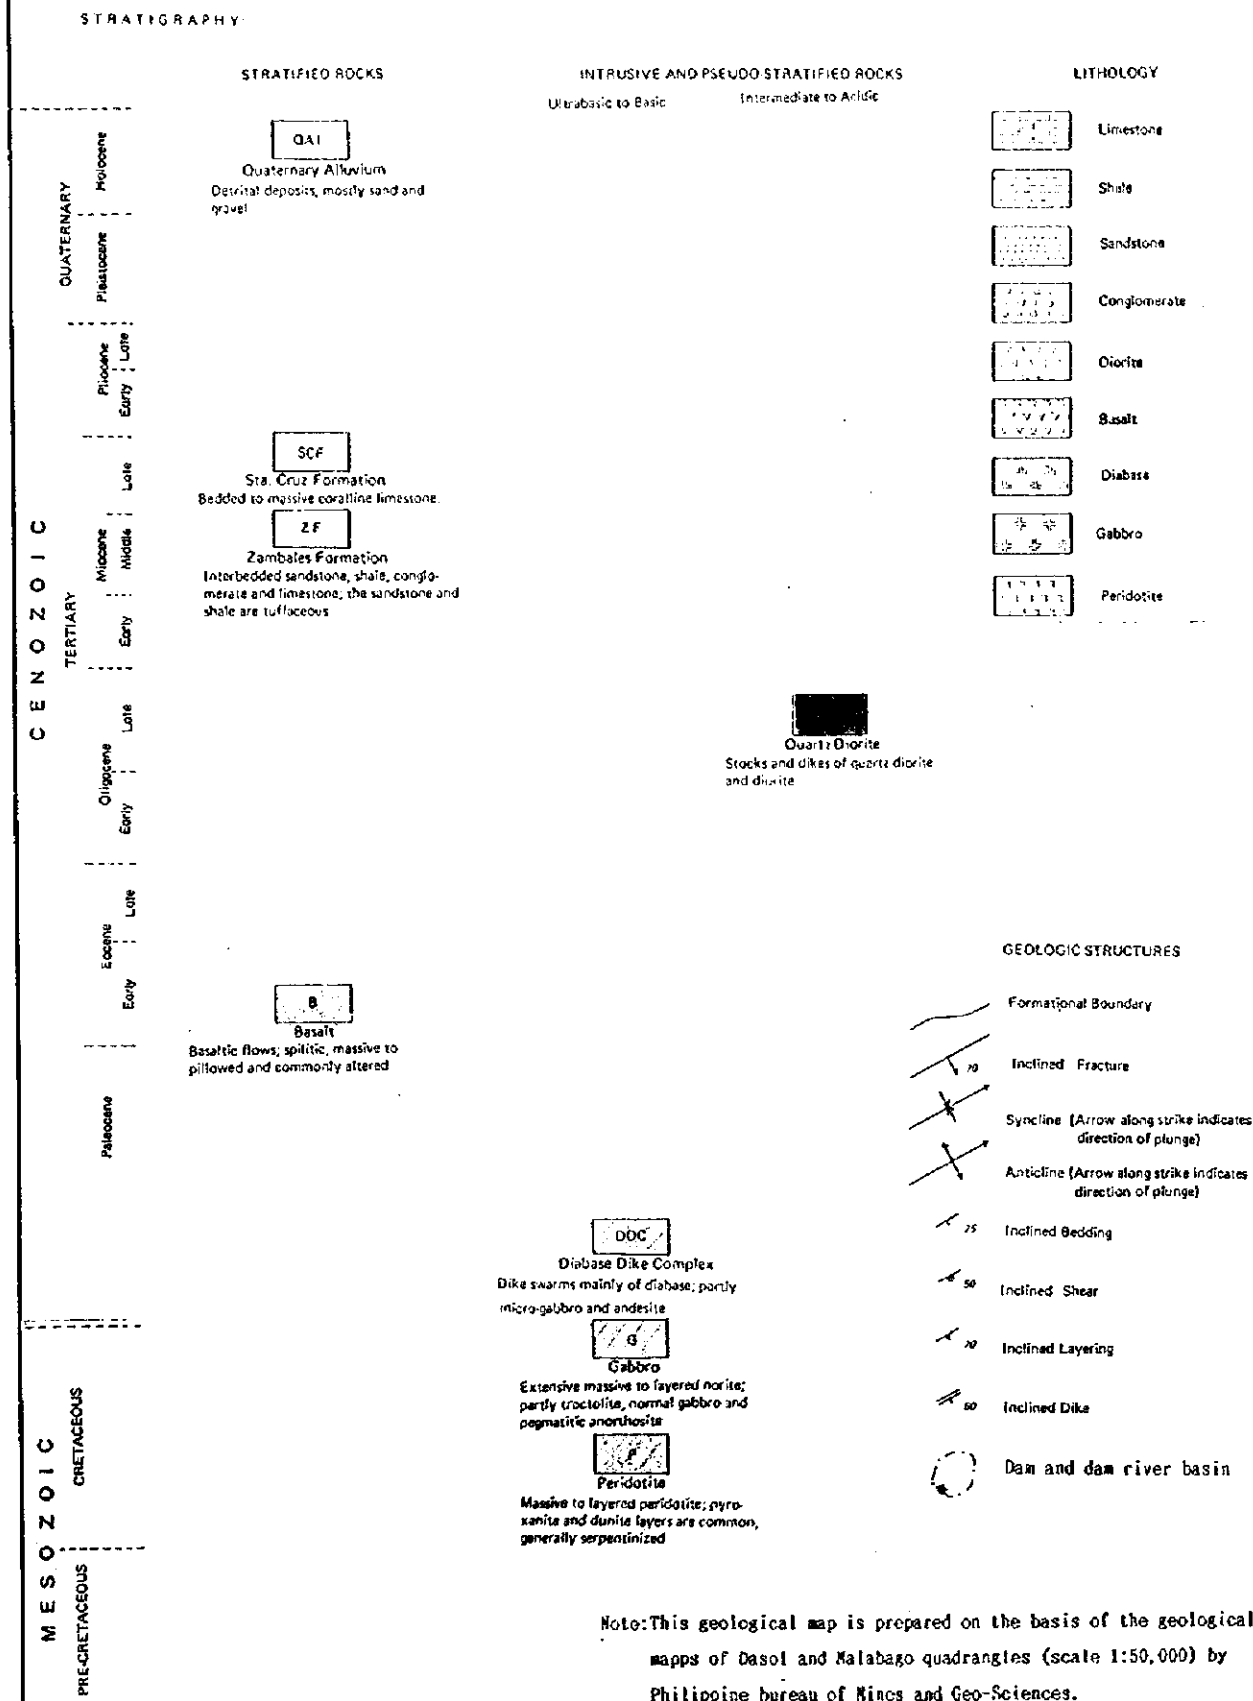 STRATIGRAPHY
STRATIFIED ROCKS
INTRUSIVE AND PSEUDO-STRATIFIED ROCKS
Ultrabasic to Basic
Intermediate to Acidic
LITHOLOGY
CENOZOIC
QUATERNARY
Holocene
Pleistocene
TERTIARY
Pliocene
Late
Early
Miocene
Late
Middle
Early
Oligocene
Late
Early
Eocene
Late
Early
Paleocene
MESOZOIC
CRETACEOUS
PRE-CRETACEOUS
QAl
Quaternary Alluvium
Detrital deposits, mostly sand and
gravel
SCF
Sta. Cruz Formation
Bedded to massive coralline limestone.
ZF
Zambales Formation
Interbedded sandstone, shale, conglo-
merate and limestone; the sandstone and
shale are tuffaceous
B
Basalt
Basaltic flows; spilitic, massive to
pillowed and commonly altered
Quartz Diorite
Stocks and dikes of quartz diorite
and diorite
DDC
Diabase Dike Complex
Dike swarms mainly of diabase; partly
micro-gabbro and andesite
G
Gabbro
Extensive massive to layered norite;
partly troctolite, normal gabbro and
pegmatitic anorthosite
P
Peridotite
Massive to layered peridotite; pyro-
xanite and dunite layers are common,
generally serpentinized
Limestone
Shale
Sandstone
Conglomerate
Diorite
Basalt
Diabase
Gabbro
Peridotite
GEOLOGIC STRUCTURES
Formational Boundary
70 Inclined Fracture
Syncline (Arrow along strike indicates
direction of plunge)
Anticline (Arrow along strike indicates
direction of plunge)
25 Inclined Bedding
50 Inclined Shear
70 Inclined Layering
60 Inclined Dike
Dam and dam river basin
Note:This geological map is prepared on the basis of the geological
mapps of Dasol and Malabago quadrangles (scale 1:50,000) by
Philippine bureau of Mines and Geo-Sciences.